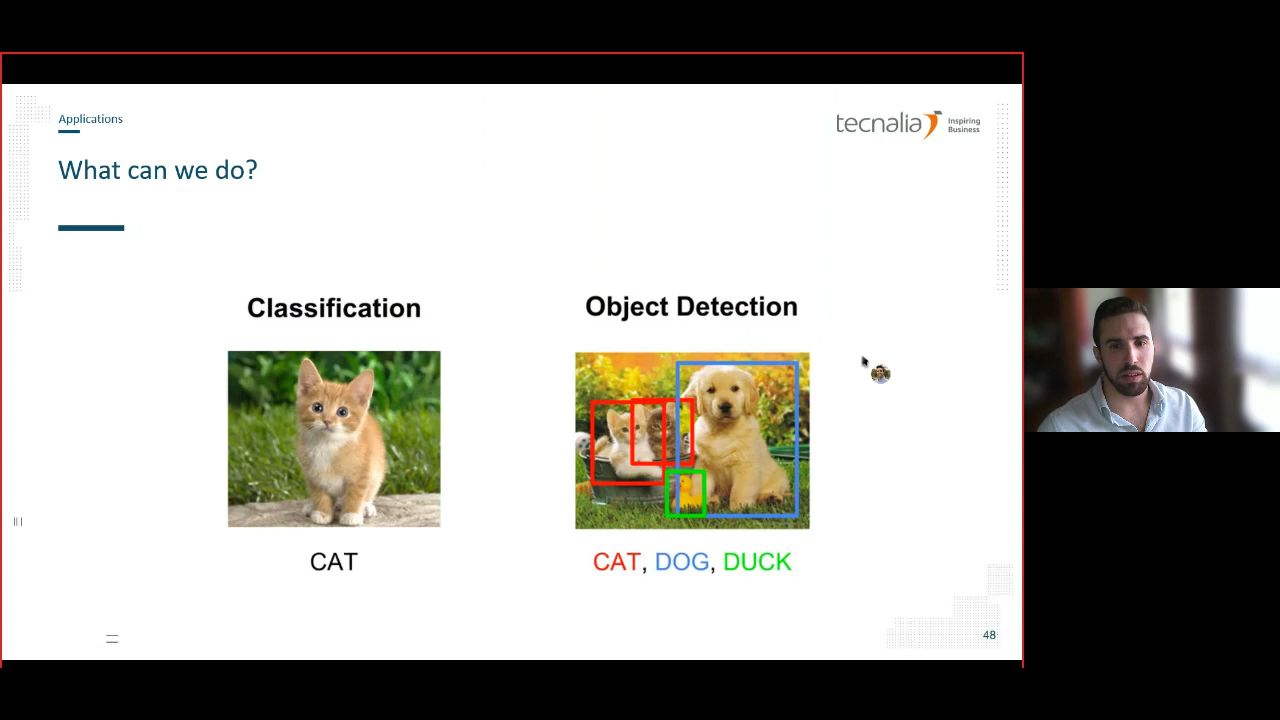 Applications
tecnalia Inspiring
Business
What can we do?
Classification
Object Detection
CAT
CAT, DOG, DUCK
48